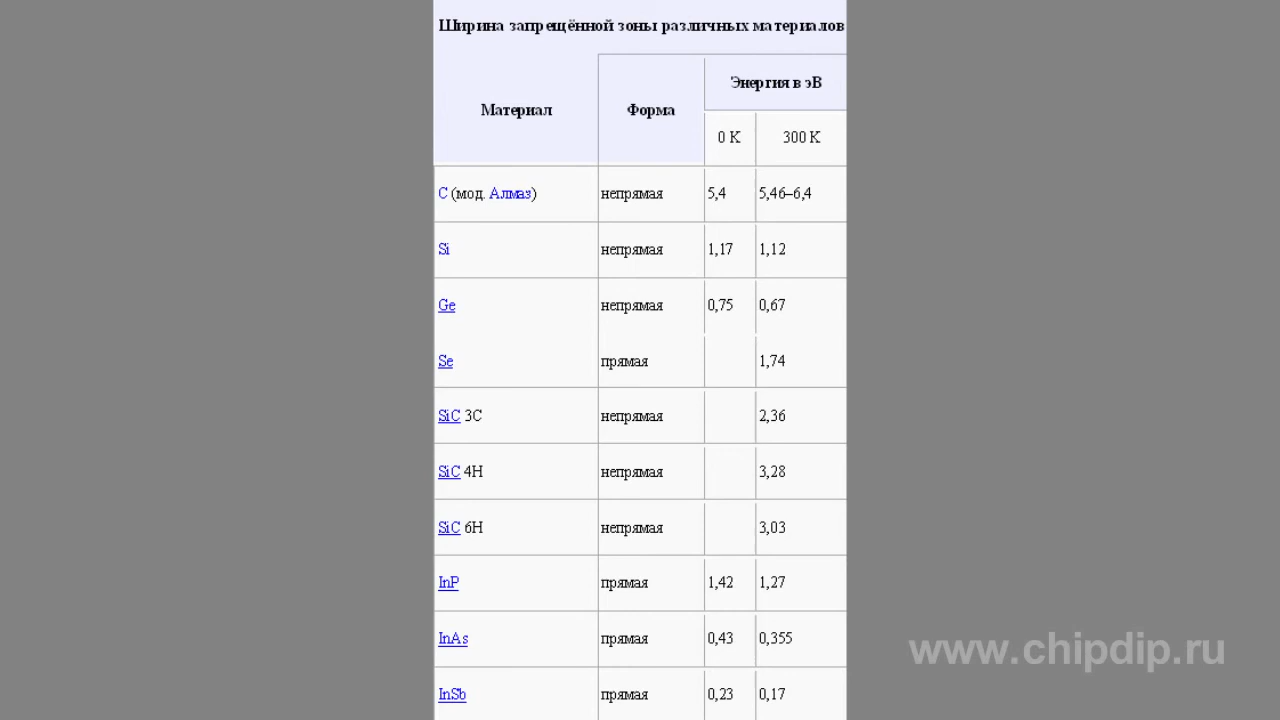 Ширина запрещённой зоны различных материалов
Материал Форма Энергия в эВ
0 K 300 K
C (мод. Алмаз) непрямая 5,4 5,46–6,4
Si непрямая 1,17 1,12
Ge непрямая 0,75 0,67
Se прямая 1,74
SiC 3C непрямая 2,36
SiC 4H непрямая 3,28
SiC 6H непрямая 3,03
InP прямая 1,42 1,27
InAs прямая 0,43 0,355
InSb прямая 0,23 0,17
www.chipdip.ru